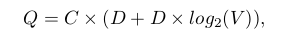 Q = C × (D + D × log₂(V)),